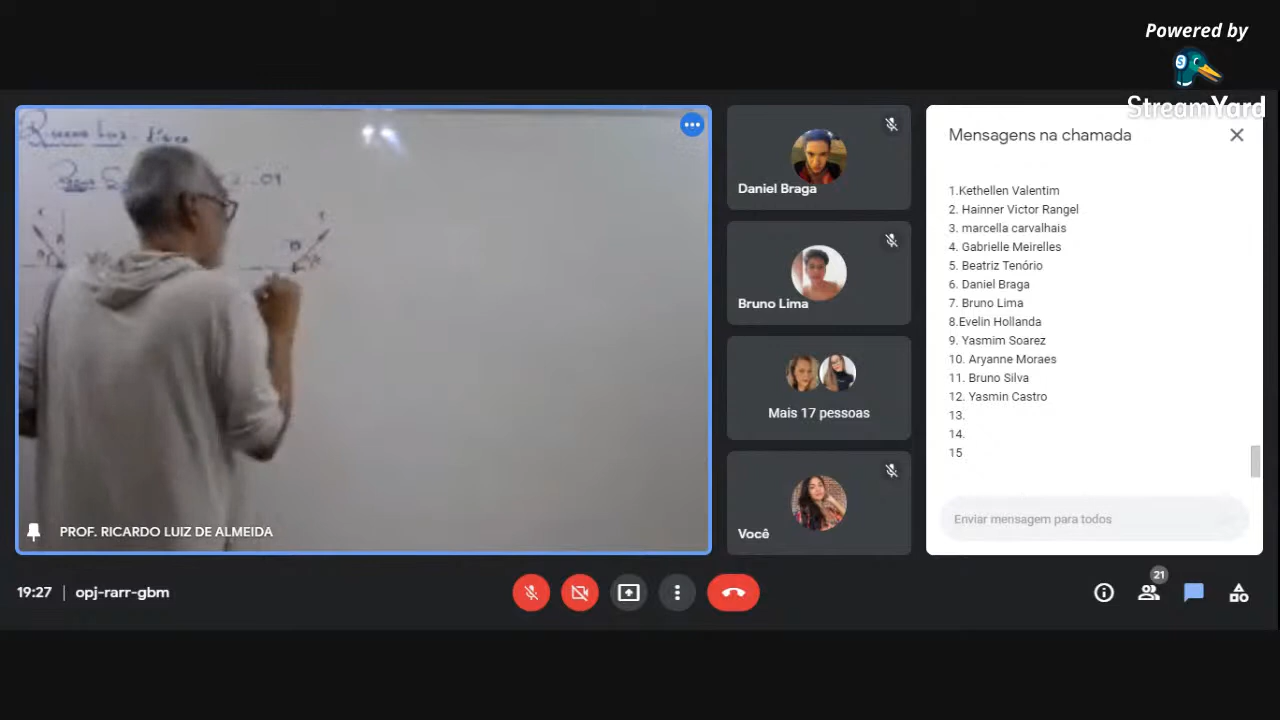 Powered by
StreamYard
Luiz - Física
PROF. RICARDO LUIZ DE ALMEIDA
Daniel Braga
Bruno Lima
Mais 17 pessoas
Você
Mensagens na chamada
1.Kethellen Valentim
2. Hainner Victor Rangel
3. marcella carvalhais
4. Gabrielle Meirelles
5. Beatriz Tenório
6. Daniel Braga
7. Bruno Lima
8.Evelin Hollanda
9. Yasmim Soarez
10. Aryanne Moraes
11. Bruno Silva
12. Yasmin Castro
13.
14.
15
Enviar mensagem para todos
19:27 | opj-rarr-gbm
21